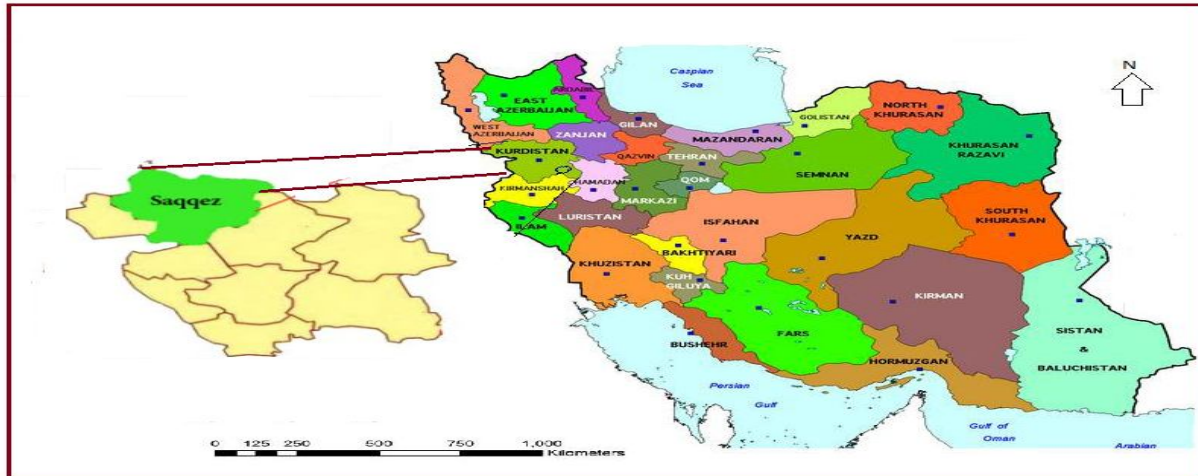 Caspian
Sea
N
EAST
AZERBAIJAN
ARDABIL
WEST
AZERBAIJAN
ZANJAN
GILAN
MAZANDARAN
GOLISTAN
NORTH
KHURASAN
KHURASAN
RAZAVI
KURDISTAN
QAZVIN
TEHRAN
SEMNAN
Saqqez
KIRMANSHAH
HAMADAN
QOM
MARKAZI
ILAM
LURISTAN
ISFAHAN
YAZD
SOUTH
KHURASAN
KHUZISTAN
BAKHTIYARI
KUH
GILUYA
KIRMAN
FARS
BUSHEHR
HORMUZGAN
SISTAN
&
BALUCHISTAN
Persian
Gulf
Gulf of
Oman
Arabian
0 125 250 500 750 1,000
Kilometers